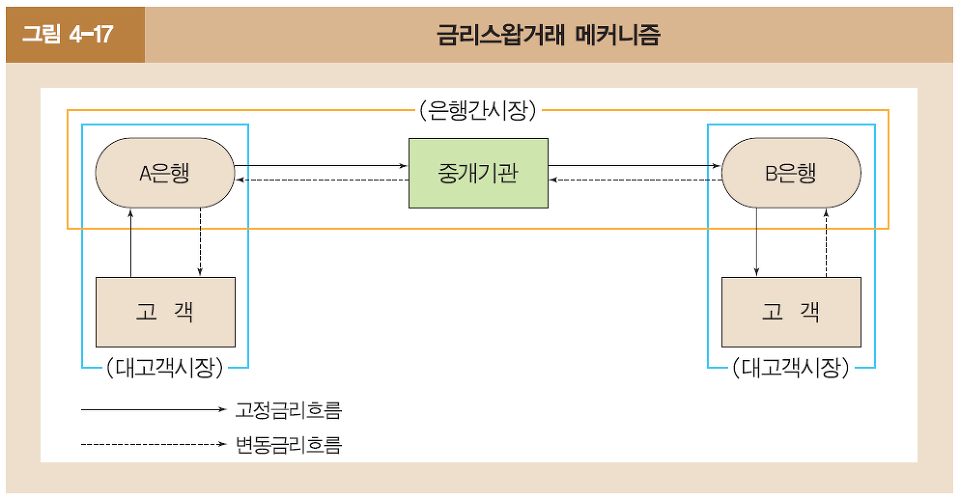 그림 4-17
금리스왑거래 메커니즘
(은행간시장)
A은행
중개기관
B은행
고 객
고 객
(대고객시장)
(대고객시장)
고정금리흐름
변동금리흐름